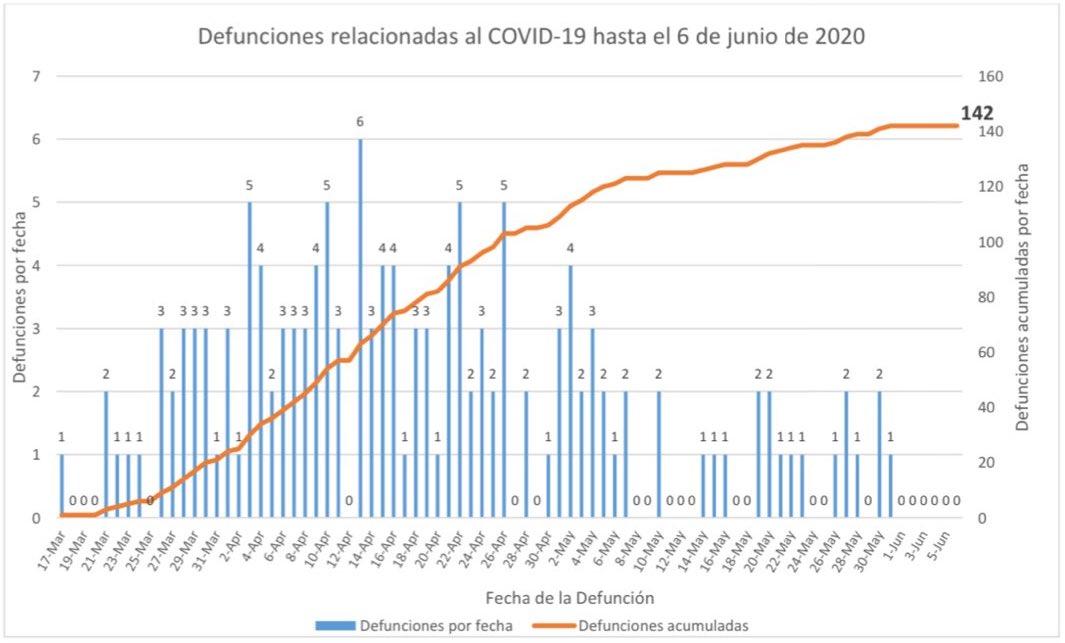 Defunciones relacionadas al COVID-19 hasta el 6 de junio de 2020
Defunciones por fecha
7
6
5
4
3
2
1
0
160
140
120
100
80
60
40
20
0
Defunciones acumuladas por fecha
142
1 0 0 0 2 1 1 1 0 3 2 3 3 3 1 3 1 5 4 2 3 3 3 4 5 3 0 6 3 4 4 1 3 3 1 4 5 2 3 2 5 0 2 0 1 3 4 2 3 2 1 2 0 0 2 0 0 0 1 1 1 0 0 2 2 1 1 1 0 0 1 2 1 0 2 1 0 0 0 0 0 0
17-Mar 19-Mar 21-Mar 23-Mar 25-Mar 27-Mar 29-Mar 31-Mar 2-Apr 4-Apr 6-Apr 8-Apr 10-Apr 12-Apr 14-Apr 16-Apr 18-Apr 20-Apr 22-Apr 24-Apr 26-Apr 28-Apr 30-Apr 2-May 4-May 6-May 8-May 10-May 12-May 14-May 16-May 18-May 20-May 22-May 24-May 26-May 28-May 30-May 1-Jun 3-Jun 5-Jun
Fecha de la Defunción
Defunciones por fecha Defunciones acumuladas